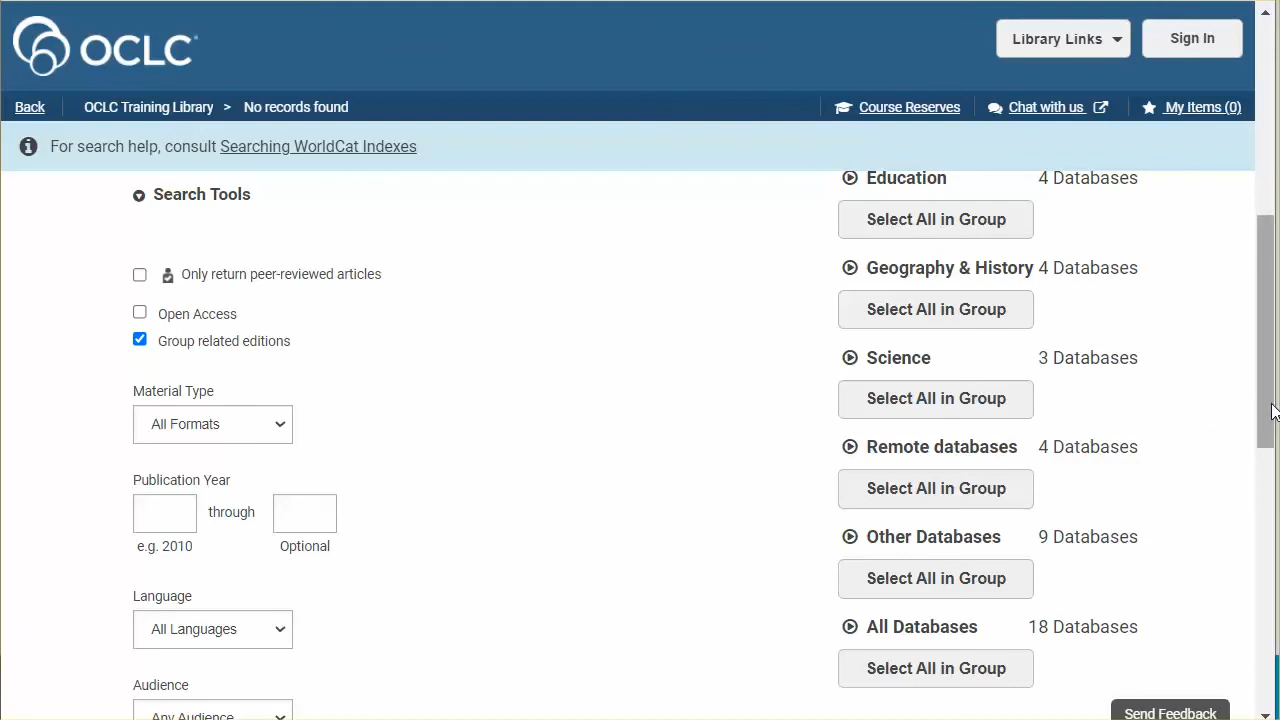 OCLC
Library Links
Sign In
Back
OCLC Training Library > No records found
Course Reserves
Chat with us
My Items (0)
For search help, consult Searching WorldCat Indexes
Search Tools
Only return peer-reviewed articles
Open Access
Group related editions
Material Type
All Formats
Publication Year
through
e.g. 2010
Optional
Language
All Languages
Audience
Any Audience
Education 4 Databases
Select All in Group
Geography & History 4 Databases
Select All in Group
Science 3 Databases
Select All in Group
Remote databases 4 Databases
Select All in Group
Other Databases 9 Databases
Select All in Group
All Databases 18 Databases
Select All in Group
Send Feedback